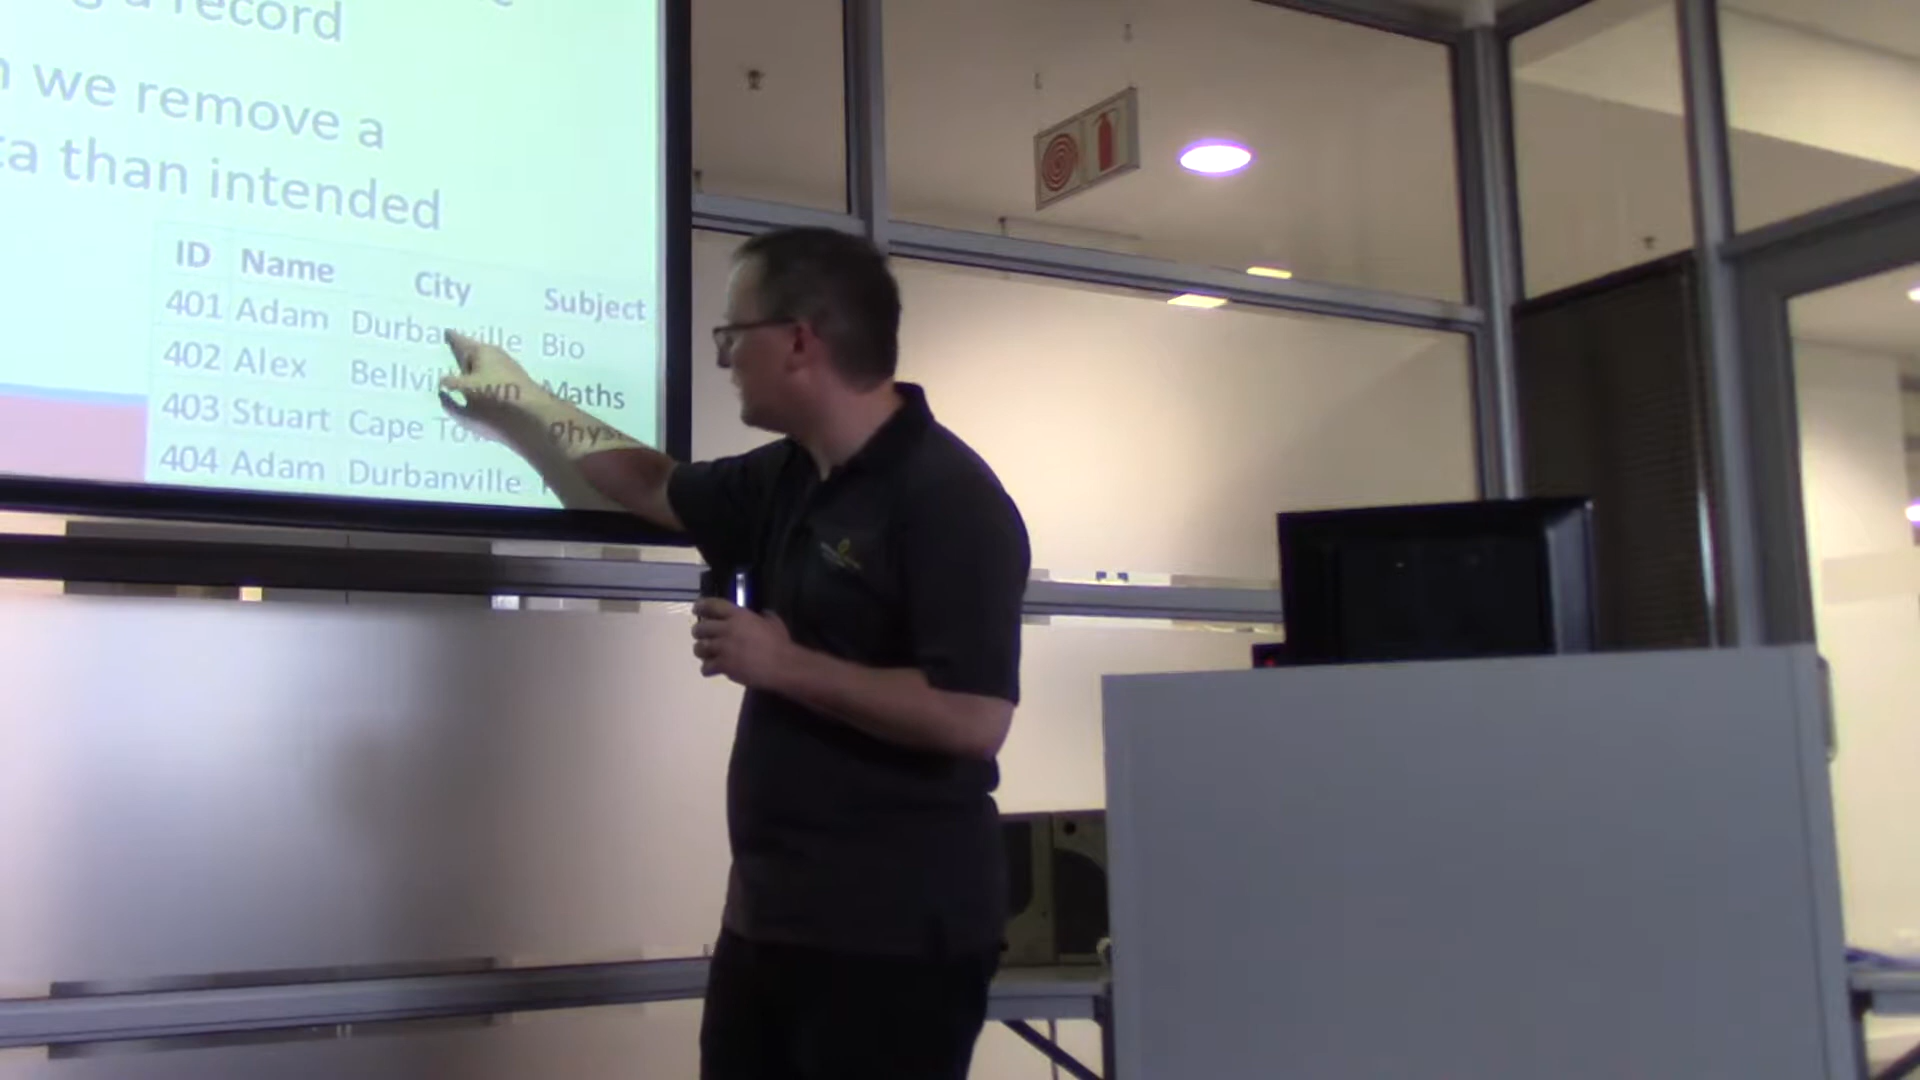 record
we remove a
than intended
ID Name City Subject
401 Adam Durbanville Bio
402 Alex Bellville Maths
403 Stuart Cape Town
404 Adam Durbanville